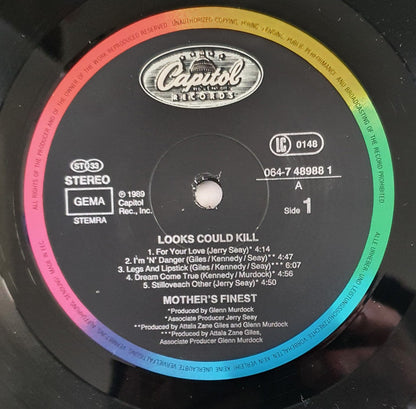 Capitol
RECORDS
LC 0148
064-7 48988 1
A
Side 1
ST 33
STEREO
GEMA
STEMRA
℗ 1989
Capitol
Rec., Inc.
LOOKS COULD KILL
1. For Your Love (Jerry Seay)* 4:14
2. I'm 'N' Danger (Giles / Kennedy / Seay)** 4:47
3. Legs And Lipstick (Giles / Kennedy / Seay)*** 6:07
4. Dream Come True (Kennedy / Murdock)* 4:56
5. Stilloveach Other (Jerry Seay)* 4:50
MOTHER'S FINEST
*Produced by Glenn Murdock
Associate Producer Jerry Seay
**Produced by Attala Zane Giles and Glenn Murdock
***Produced by Attala Zane Giles,
Associate Producer Glenn Murdock
ALL RIGHTS OF THE PRODUCER AND OF THE OWNER OF THE WORK REPRODUCED RESERVED. UNAUTHORIZED COPYING, HIRING, LENDING, PUBLIC PERFORMANCE AND BROADCASTING OF THE RECORD PROHIBITED.